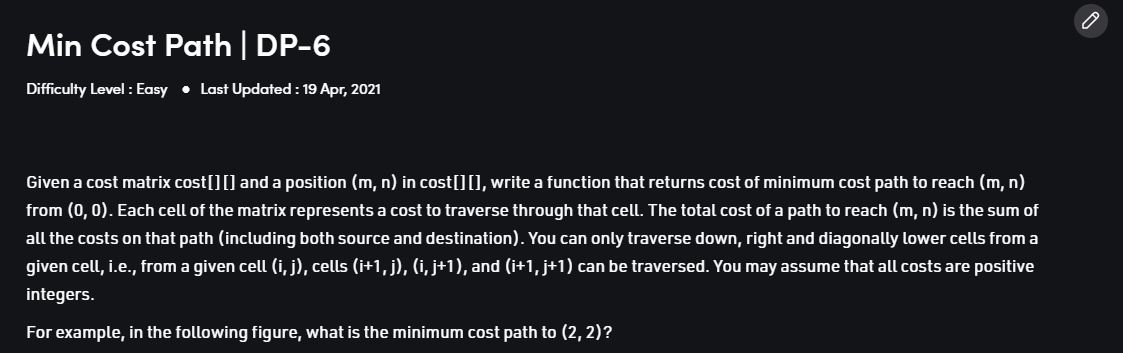 Min Cost Path | DP-6
Difficulty Level : Easy ● Last Updated : 19 Apr, 2021
Given a cost matrix cost[][] and a position (m, n) in cost[][], write a function that returns cost of minimum cost path to reach (m, n)
from (0, 0). Each cell of the matrix represents a cost to traverse through that cell. The total cost of a path to reach (m, n) is the sum of
all the costs on that path (including both source and destination). You can only traverse down, right and diagonally lower cells from a
given cell, i.e., from a given cell (i, j), cells (i+1, j), (i, j+1), and (i+1, j+1) can be traversed. You may assume that all costs are positive
integers.
For example, in the following figure, what is the minimum cost path to (2, 2)?